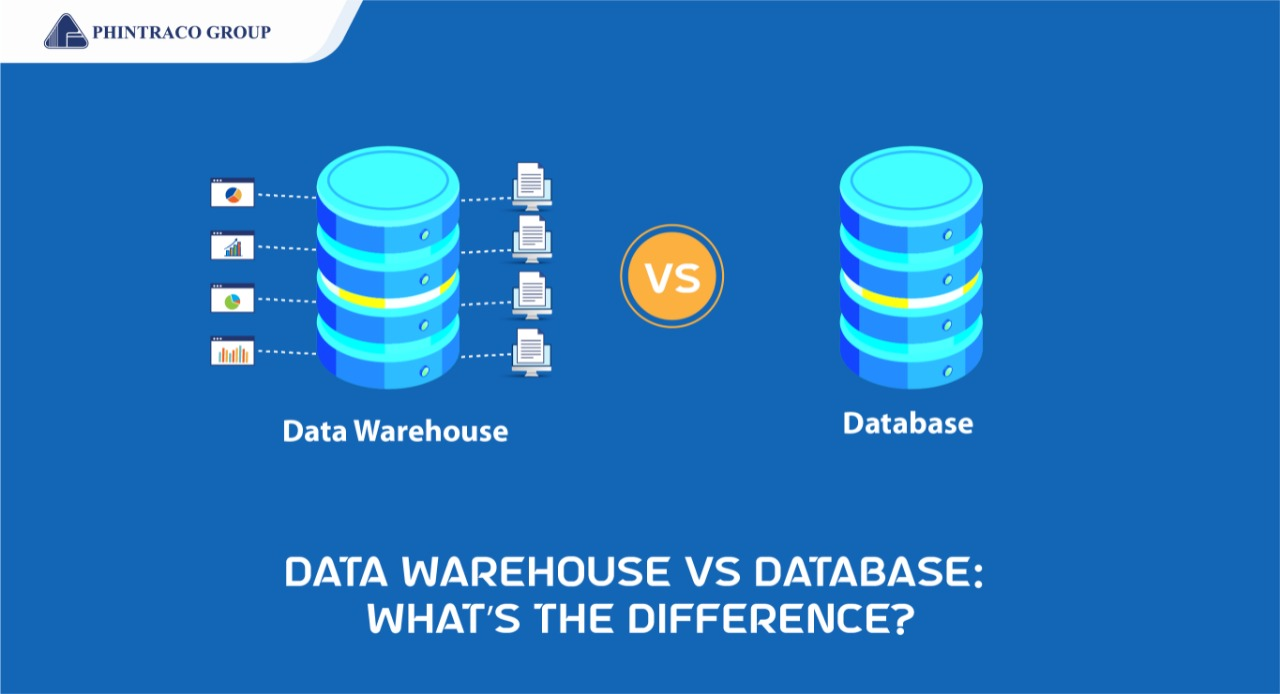 PHINTRACO GROUP
VS
Data Warehouse
Database
DATA WAREHOUSE VS DATABASE:
WHAT'S THE DIFFERENCE?